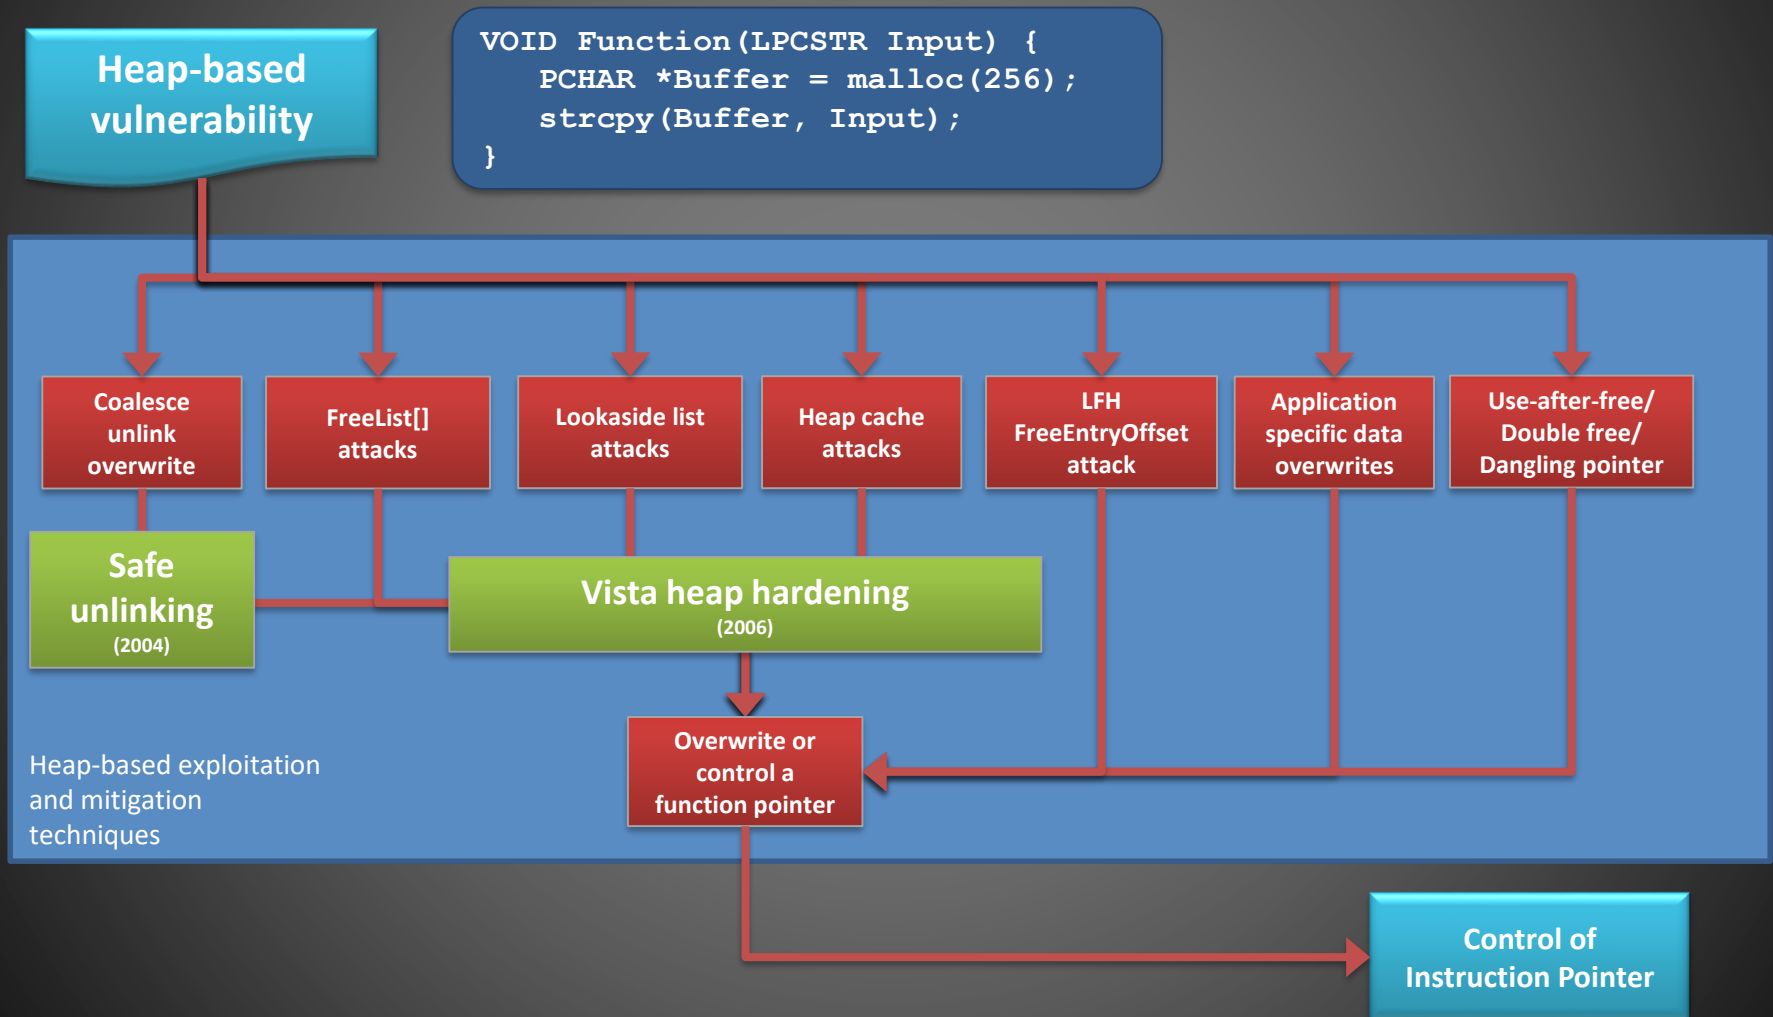 Heap-based
vulnerability
VOID Function(LPCSTR Input) {
   PCHAR *Buffer = malloc(256);
   strcpy(Buffer, Input);
}
Coalesce
unlink
overwrite
FreeList[]
attacks
Lookaside list
attacks
Heap cache
attacks
LFH
FreeEntryOffset
attack
Application
specific data
overwrites
Use-after-free/
Double free/
Dangling pointer
Safe
unlinking
(2004)
Vista heap hardening
(2006)
Overwrite or
control a
function pointer
Heap-based exploitation
and mitigation
techniques
Control of
Instruction Pointer